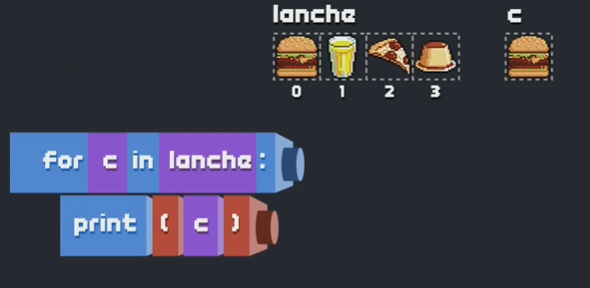 lanche c
0 1 2 3
for c in lanche:
print ( c )